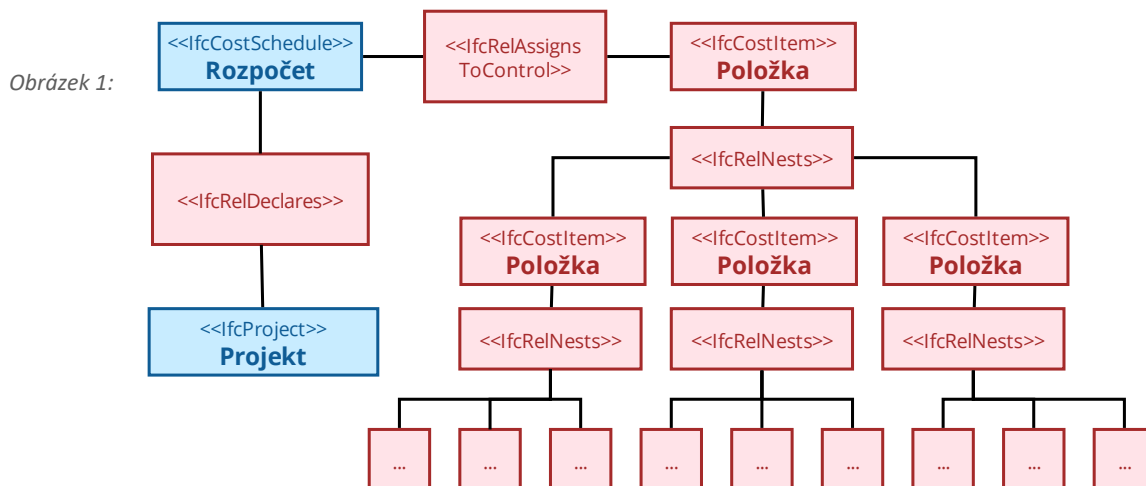 Obrázek 1:
<<IfcCostSchedule>>
Rozpočet
<<IfcRelAssigns
ToControl>>
<<IfcCostItem>>
Položka
<<IfcRelDeclares>>
<<IfcRelNests>>
<<IfcCostItem>>
Položka
<<IfcCostItem>>
Položka
<<IfcCostItem>>
Položka
<<IfcProject>>
Projekt
<<IfcRelNests>>
<<IfcRelNests>>
<<IfcRelNests>>
...
...
...
...
...
...
...
...
...